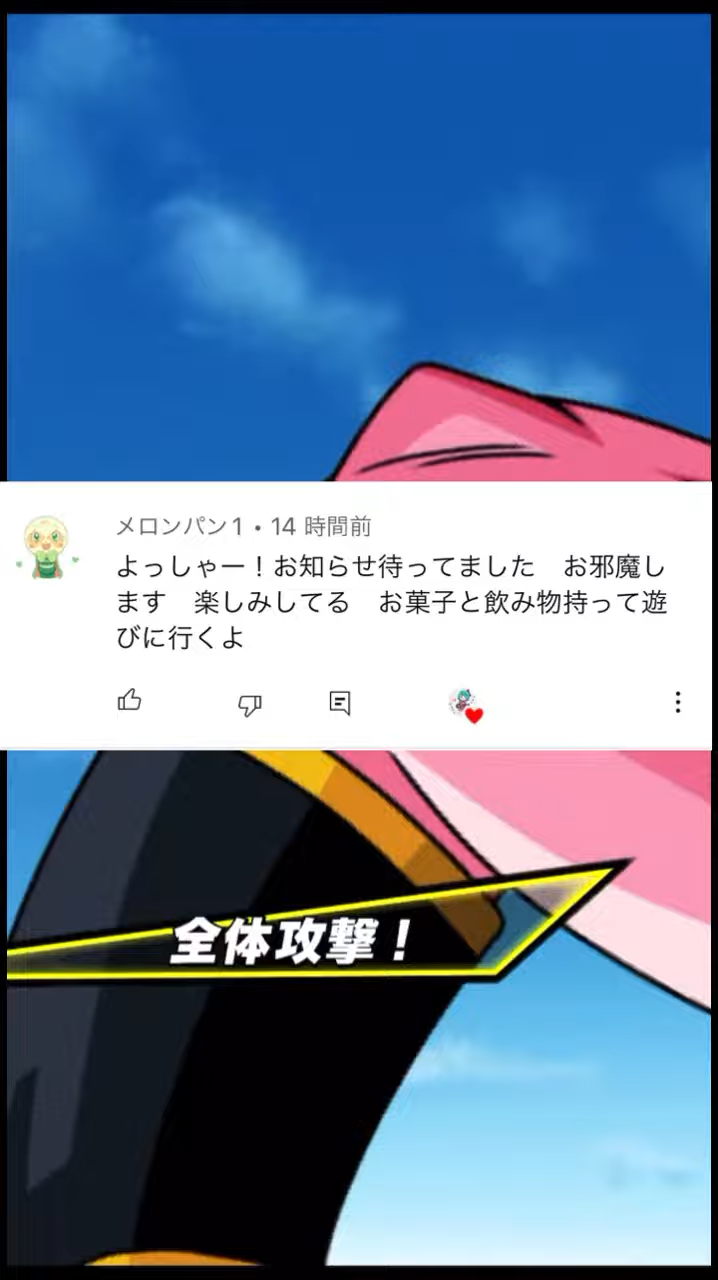 メロンパン1・14 時間前
よっしゃー！お知らせ待ってました　お邪魔し
ます　楽しみしてる　お菓子と飲み物持って遊
びに行くよ
全体攻撃！